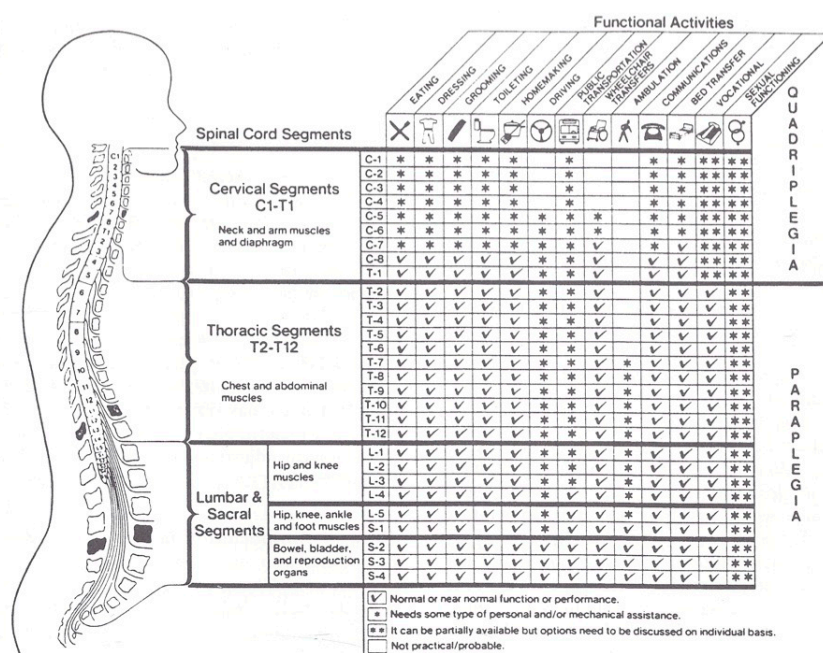 Functional Activities
EATING
DRESSING
GROOMING
TOILETING
HOMEMAKING
DRIVING
PUBLIC TRANSPORTATION
WHEELCHAIR TRANSFERS
AMBULATION
COMMUNICATIONS
BED TRANSFER
VOCATIONAL
SEXUAL FUNCTIONING
QUADRIPLEGIA
Spinal Cord Segments
Cervical Segments
C1-T1
Neck and arm muscles
and diaphragm
C-1 * * * * * * * * ** **
C-2 * * * * * * * * ** **
C-3 * * * * * * * * ** **
C-4 * * * * * * * * ** **
C-5 * * * * * * * * * * ** **
C-6 * * * * * * * * * * ** **
C-7 * * * * * * * ✓ * ✓ ** **
C-8 ✓ ✓ ✓ ✓ ✓ * * ✓ ✓ ✓ ** **
T-1 ✓ ✓ ✓ ✓ ✓ * * ✓ ✓ ✓ ** **
Thoracic Segments
T2-T12
Chest and abdominal
muscles
T-2 ✓ ✓ ✓ ✓ ✓ * * ✓ ✓ ✓ ✓ **
T-3 ✓ ✓ ✓ ✓ ✓ * * ✓ ✓ ✓ ✓ **
T-4 ✓ ✓ ✓ ✓ ✓ * * ✓ ✓ ✓ ✓ **
T-5 ✓ ✓ ✓ ✓ ✓ * * ✓ ✓ ✓ ✓ **
T-6 ✓ ✓ ✓ ✓ ✓ * * ✓ ✓ ✓ ✓ **
T-7 ✓ ✓ ✓ ✓ ✓ * * ✓ * ✓ ✓ ✓ **
T-8 ✓ ✓ ✓ ✓ ✓ * * ✓ * ✓ ✓ ✓ **
T-9 ✓ ✓ ✓ ✓ ✓ * * ✓ * ✓ ✓ ✓ **
T-10 ✓ ✓ ✓ ✓ ✓ * * ✓ * ✓ ✓ ✓ **
T-11 ✓ ✓ ✓ ✓ ✓ * * ✓ * ✓ ✓ ✓ **
T-12 ✓ ✓ ✓ ✓ ✓ * * ✓ * ✓ ✓ ✓ **
PARAPLEGIA
Lumbar &
Sacral
Segments
Hip and knee
muscles
L-1 ✓ ✓ ✓ ✓ ✓ * * ✓ * ✓ ✓ ✓ **
L-2 ✓ ✓ ✓ ✓ ✓ * * ✓ * ✓ ✓ ✓ **
L-3 ✓ ✓ ✓ ✓ ✓ * * ✓ * ✓ ✓ ✓ **
L-4 ✓ ✓ ✓ ✓ ✓ * ✓ ✓ * ✓ ✓ ✓ **
Hip, knee, ankle
and foot muscles
L-5 ✓ ✓ ✓ ✓ ✓ * ✓ ✓ * ✓ ✓ ✓ **
S-1 ✓ ✓ ✓ ✓ ✓ * ✓ ✓ ✓ ✓ ✓ ✓ **
Bowel, bladder,
and reproduction
organs
S-2 ✓ ✓ ✓ ✓ ✓ ✓ ✓ ✓ ✓ ✓ ✓ ✓ **
S-3 ✓ ✓ ✓ ✓ ✓ ✓ ✓ ✓ ✓ ✓ ✓ ✓ **
S-4 ✓ ✓ ✓ ✓ ✓ ✓ ✓ ✓ ✓ ✓ ✓ ✓ **
✓ Normal or near normal function or performance.
* Needs some type of personal and/or mechanical assistance.
** It can be partially available but options need to be discussed on individual basis.
Not practical/probable.